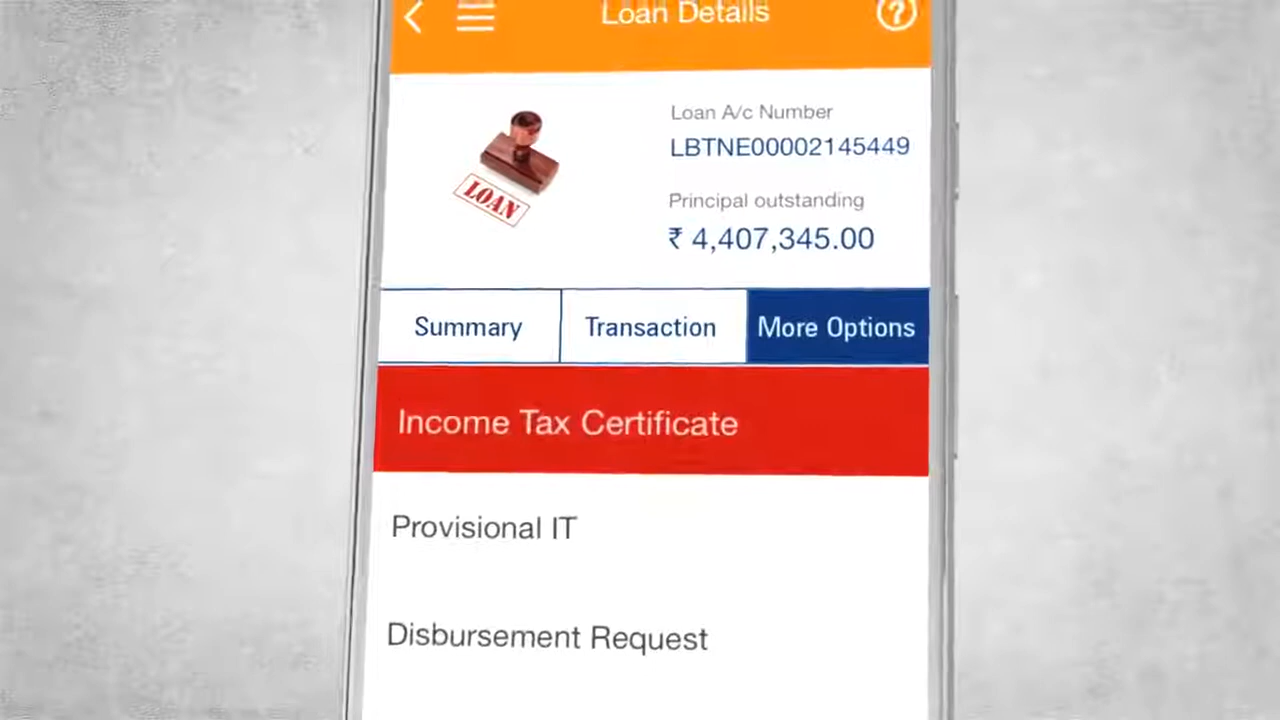 Loan Details
Loan A/c Number
LBTNE00002145449
LOAN
Principal outstanding
₹ 4,407,345.00
Summary
Transaction
More Options
Income Tax Certificate
Provisional IT
Disbursement Request